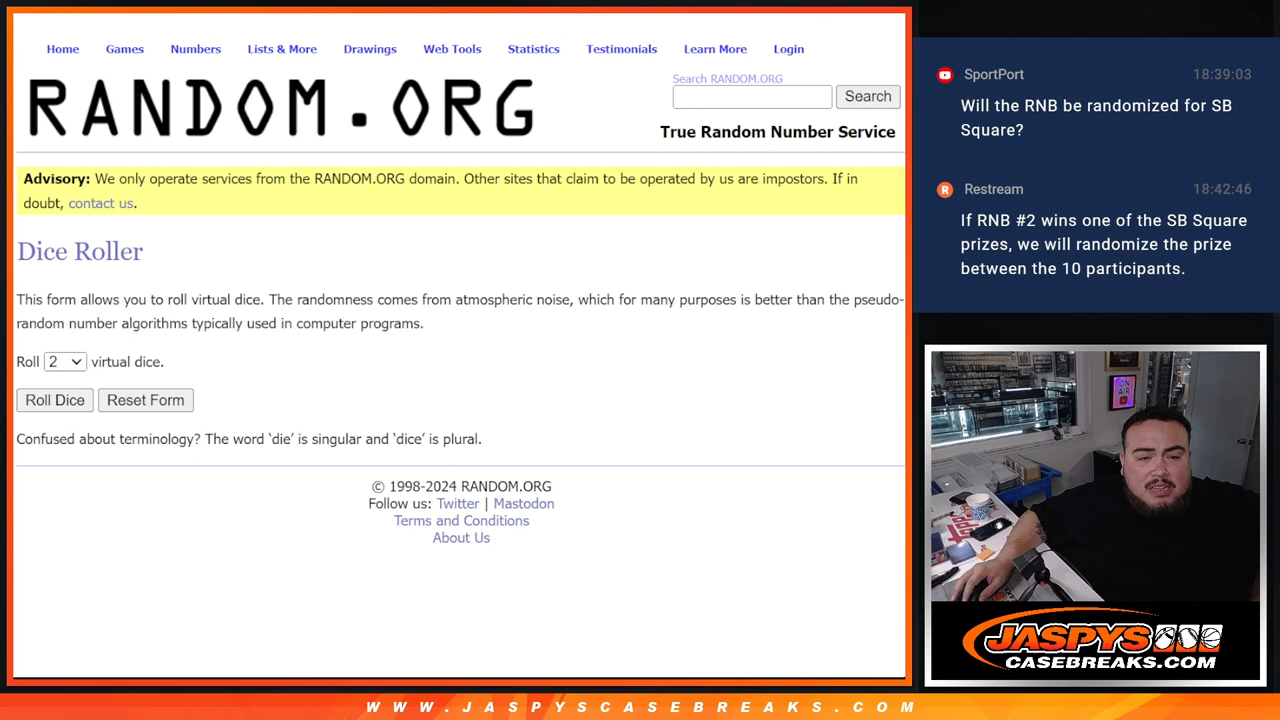 Home Games Numbers Lists & More Drawings Web Tools Statistics Testimonials Learn More Login
RANDOM.ORG
Search RANDOM.ORG
Search
True Random Number Service
Advisory: We only operate services from the RANDOM.ORG domain. Other sites that claim to be operated by us are impostors. If in
doubt, contact us.
Dice Roller
This form allows you to roll virtual dice. The randomness comes from atmospheric noise, which for many purposes is better than the pseudo-
random number algorithms typically used in computer programs.
Roll 2 virtual dice.
Roll Dice Reset Form
Confused about terminology? The word ‘die’ is singular and ‘dice’ is plural.
© 1998-2024 RANDOM.ORG
Follow us: Twitter | Mastodon
Terms and Conditions
About Us
SportPort 18:39:03
Will the RNB be randomized for SB
Square?
R Restream 18:42:46
If RNB #2 wins one of the SB Square
prizes, we will randomize the prize
between the 10 participants.
ON
AIR
topps
JASPYS
CASEBREAKS.COM
WWW.JASPYSCASEBREAKS.COM